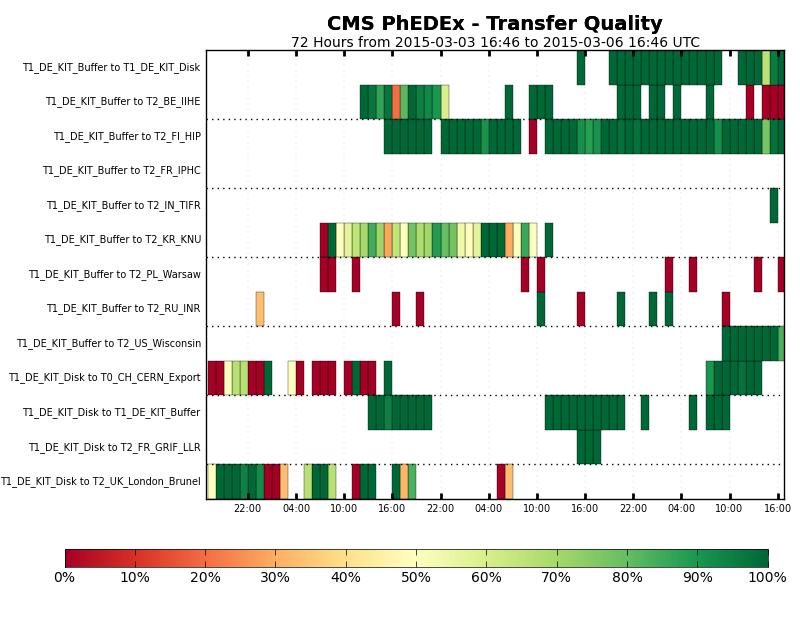 CMS PhEDEx - Transfer Quality
72 Hours from 2015-03-03 16:46 to 2015-03-06 16:46 UTC
T1_DE_KIT_Buffer to T1_DE_KIT_Disk
T1_DE_KIT_Buffer to T2_BE_IIHE
T1_DE_KIT_Buffer to T2_FI_HIP
T1_DE_KIT_Buffer to T2_FR_IPHC
T1_DE_KIT_Buffer to T2_IN_TIFR
T1_DE_KIT_Buffer to T2_KR_KNU
T1_DE_KIT_Buffer to T2_PL_Warsaw
T1_DE_KIT_Buffer to T2_RU_INR
T1_DE_KIT_Buffer to T2_US_Wisconsin
T1_DE_KIT_Disk to T0_CH_CERN_Export
T1_DE_KIT_Disk to T1_DE_KIT_Buffer
T1_DE_KIT_Disk to T2_FR_GRIF_LLR
T1_DE_KIT_Disk to T2_UK_London_Brunel
22:00 04:00 10:00 16:00 22:00 04:00 10:00 16:00 22:00 04:00 10:00 16:00
0% 10% 20% 30% 40% 50% 60% 70% 80% 90% 100%